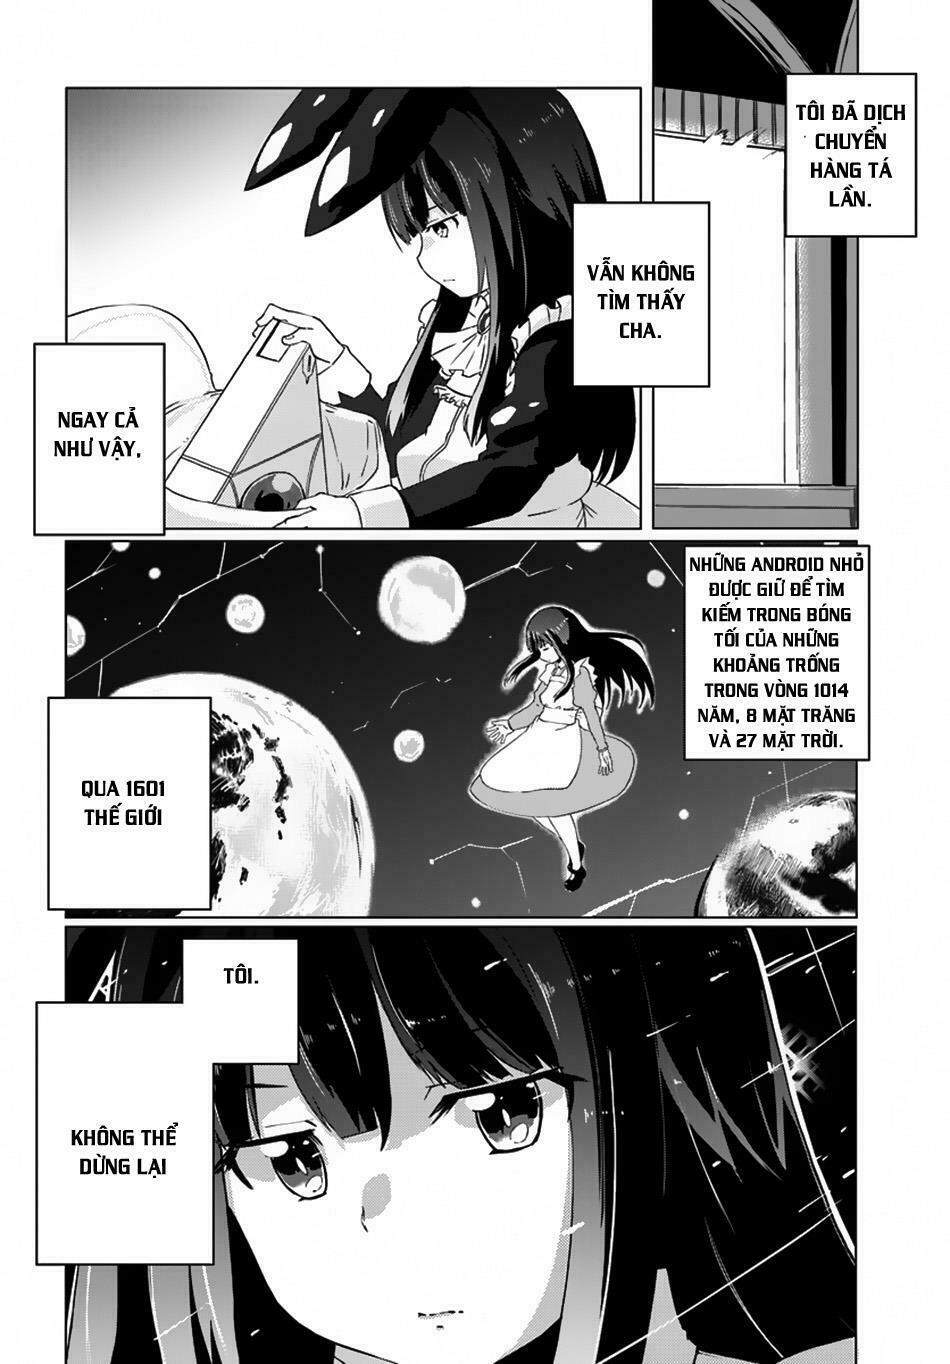 TÔI ĐÃ DỊCH
CHUYỂN
HÀNG TÁ
LẦN.
VẪN KHÔNG
TÌM THẤY
CHA.
NGAY CẢ
NHƯ VẬY,
NHỮNG ANDROID NHỎ
ĐƯỢC GIỮ ĐỂ TÌM
KIẾM TRONG BÓNG
TỐI CỦA NHỮNG
KHOẢNG TRỐNG
TRONG VÒNG 1014
NĂM, 8 MẶT TRĂNG
VÀ 27 MẶT TRỜI.
QUA 1601
THẾ GIỚI
TÔI.
KHÔNG THỂ
DỪNG LẠI